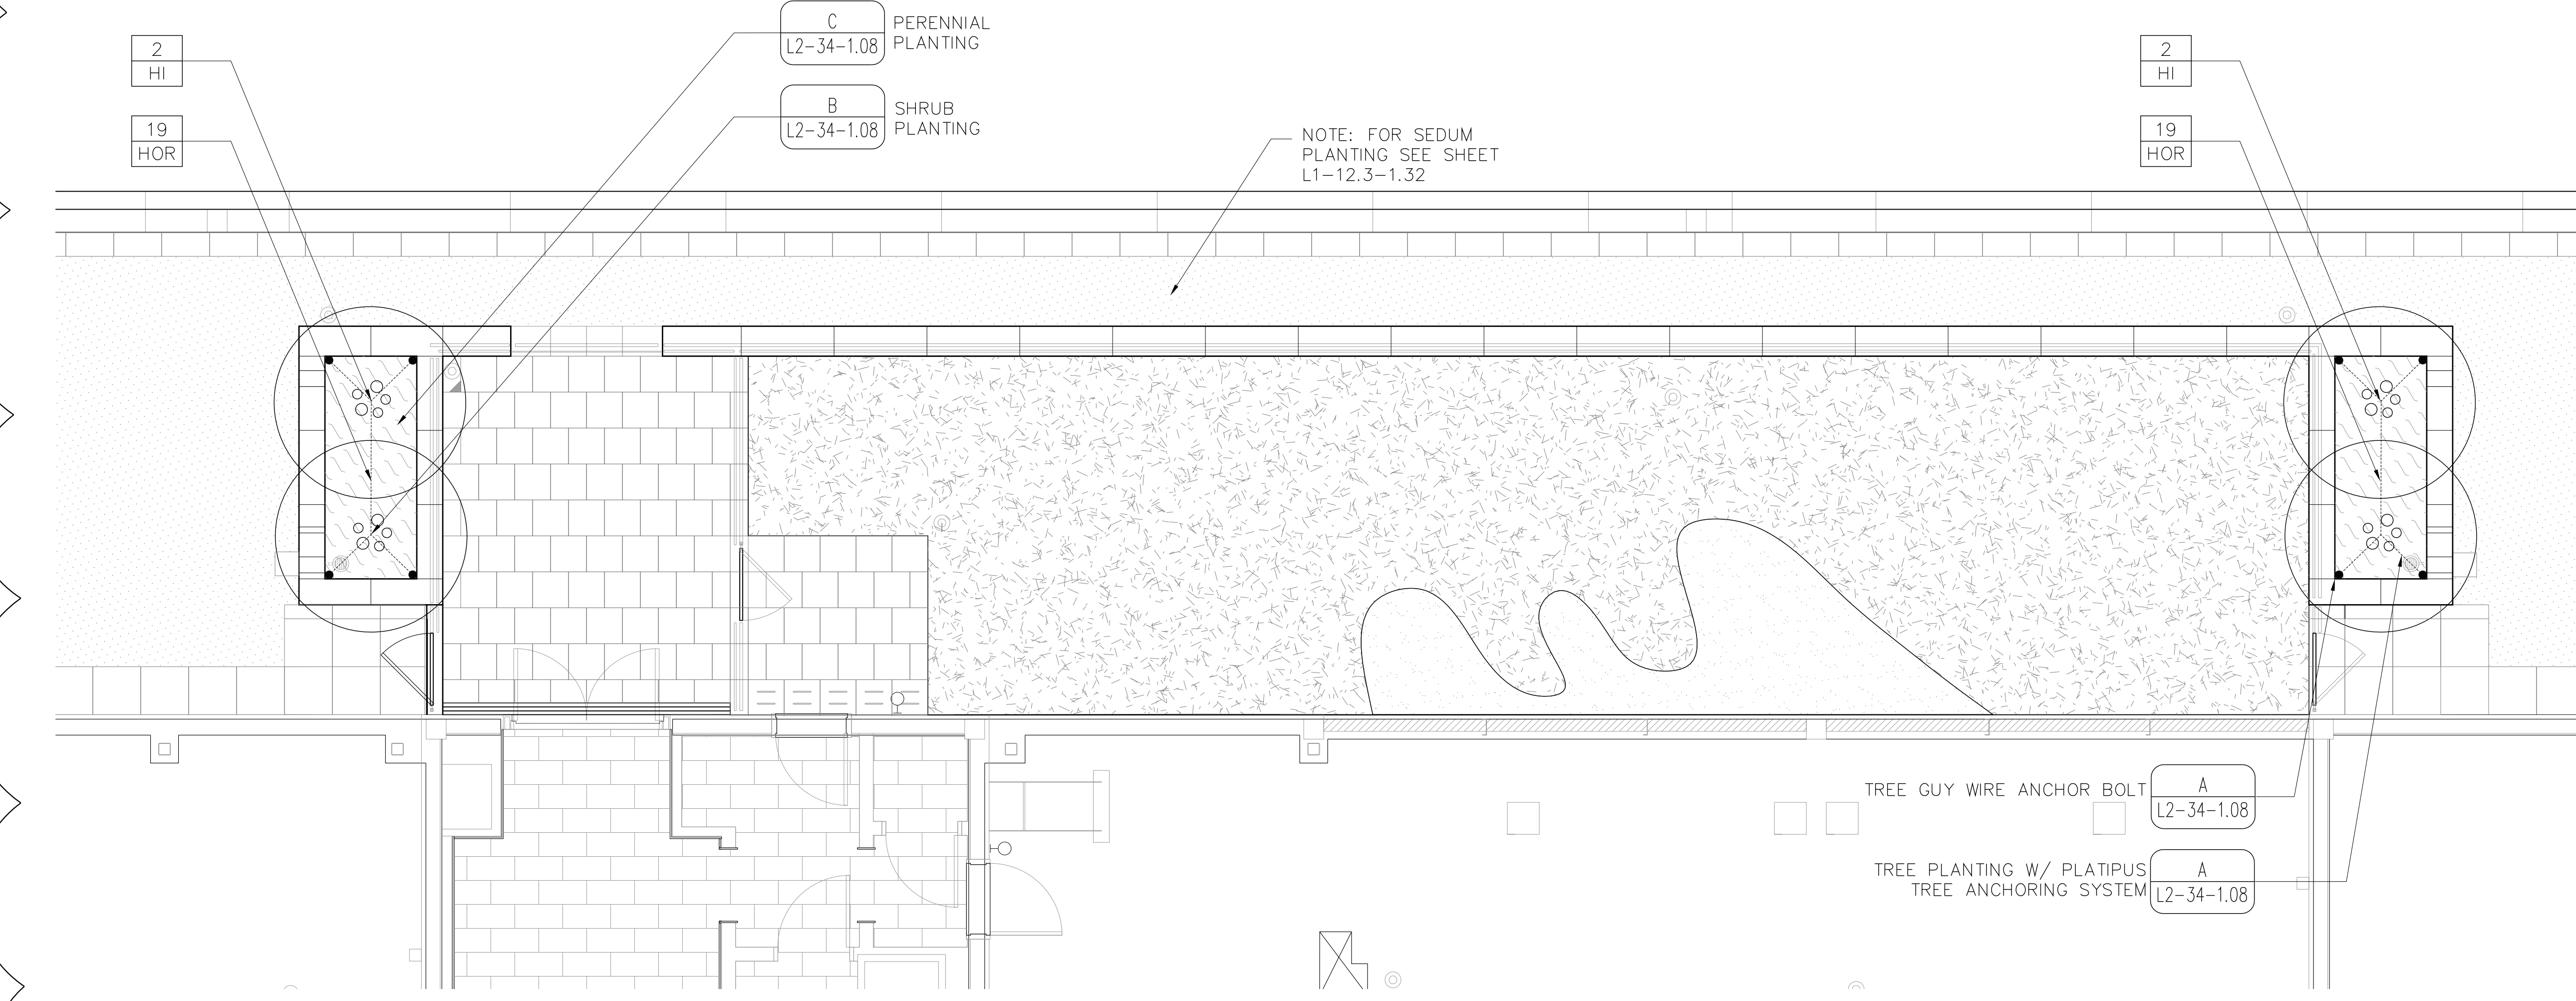 2
HI
19
HOR
C
L2-34-1.08
PERENNIAL
PLANTING
B
L2-34-1.08
SHRUB
PLANTING
NOTE: FOR SEDUM
PLANTING SEE SHEET
L1-12.3-1.32
2
HI
19
HOR
TREE GUY WIRE ANCHOR BOLT
A
L2-34-1.08
TREE PLANTING W/ PLATIPUS
TREE ANCHORING SYSTEM
A
L2-34-1.08